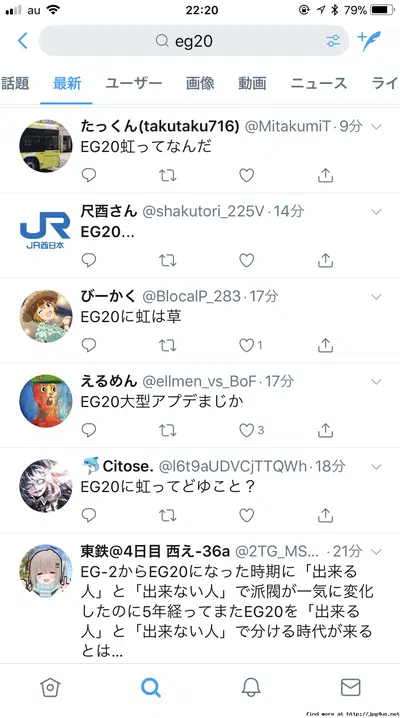 au 22:20 79%
eg20
話題 最新 ユーザー 画像 動画 ニュース ライ
たっくん(takutaku716) @MitakumiT · 9分
EG20虹ってなんだ
JR
JR西日本
尺酉さん @shakutori_225V · 14分
EG20...
びーかく @BlocalP_283 · 17分
EG20に虹は草
1
えるめん @ellmen_vs_BoF · 17分
EG20大型アプデまじか
3
🐬Citose. @l6t9aUDVCjTTQWh · 18分
EG20に虹ってどゆこと？
東鉄@4日目 西え-36a @2TG_MS... · 21分
EG-2からEG20になった時期に「出来る
人」と「出来ない人」で派閥が一気に変化
したのに5年経ってまたEG20を「出来る
人」と「出来ない人」で分ける時代が来る
とは...
find more at http://jpg4us.net